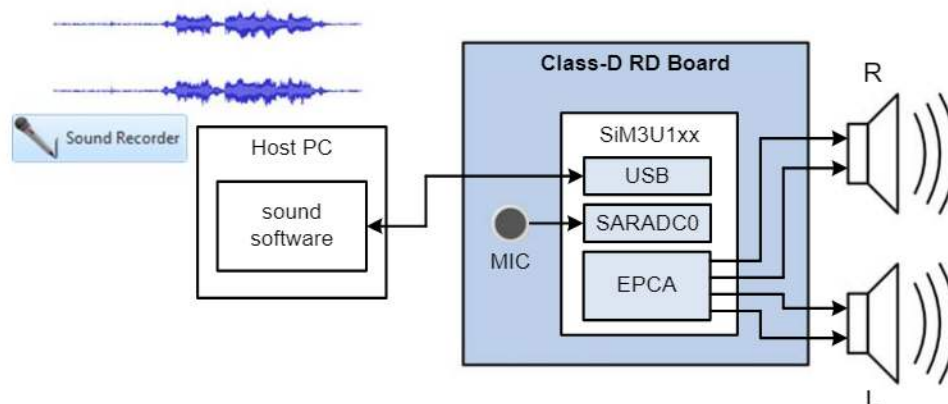 Class-D RD Board
R
Sound Recorder
Host PC
SiM3U1xx
USB
sound
software
SARADC0
MIC
EPCA
L